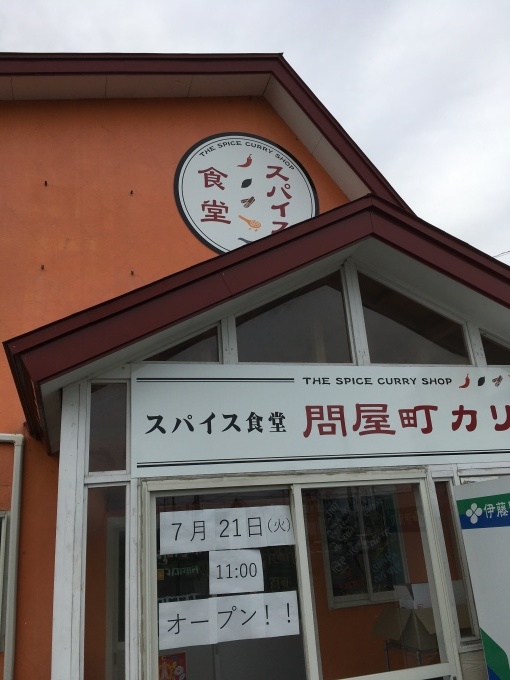 THE SPICE CURRY SHOP
スパイス
食堂
THE SPICE CURRY SHOP
スパイス食堂 問屋町カリ
7月21日(火)
11:00
オープン!!
伊藤